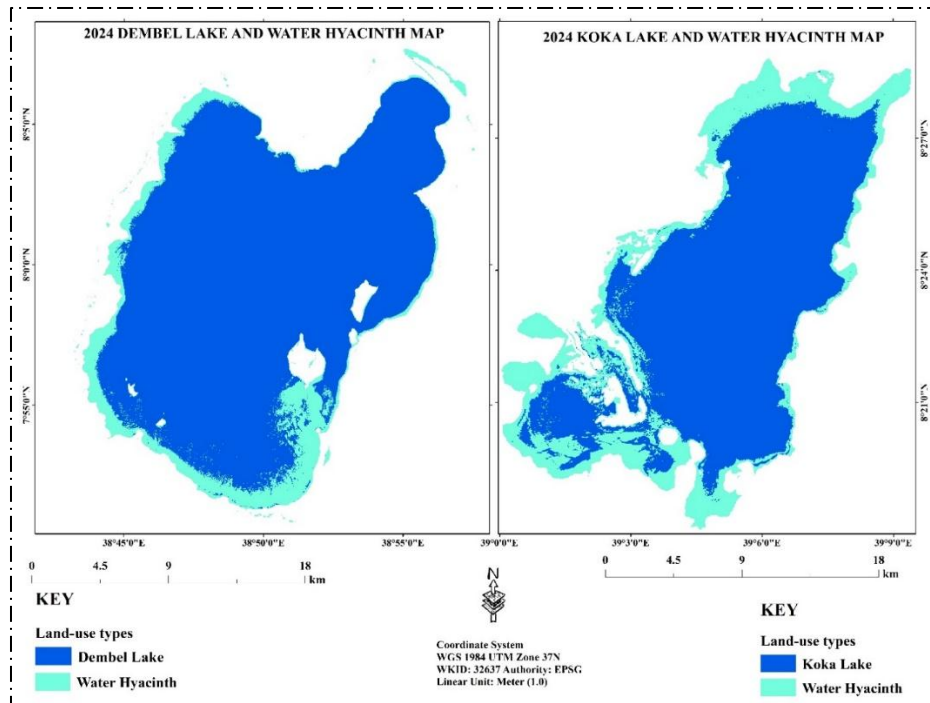 2024 DEMBEL LAKE AND WATER HYACINTH MAP
8°5'0"N
8°0'0"N
7°55'0"N
38°45'0"E
38°50'0"E
38°55'0"E
2024 KOKA LAKE AND WATER HYACINTH MAP
8°27'0"N
8°24'0"N
8°21'0"N
39°0'0"E
39°3'0"E
39°6'0"E
39°9'0"E
0 4.5 9 18
km
KEY
Land-use types
Dembel Lake
Water Hyacinth
N
Coordinate System
WGS 1984 UTM Zone 37N
WKID: 32637 Authority: EPSG
Linear Unit: Meter (1.0)
0 4.5 9 18
km
KEY
Land-use types
Koka Lake
Water Hyacinth